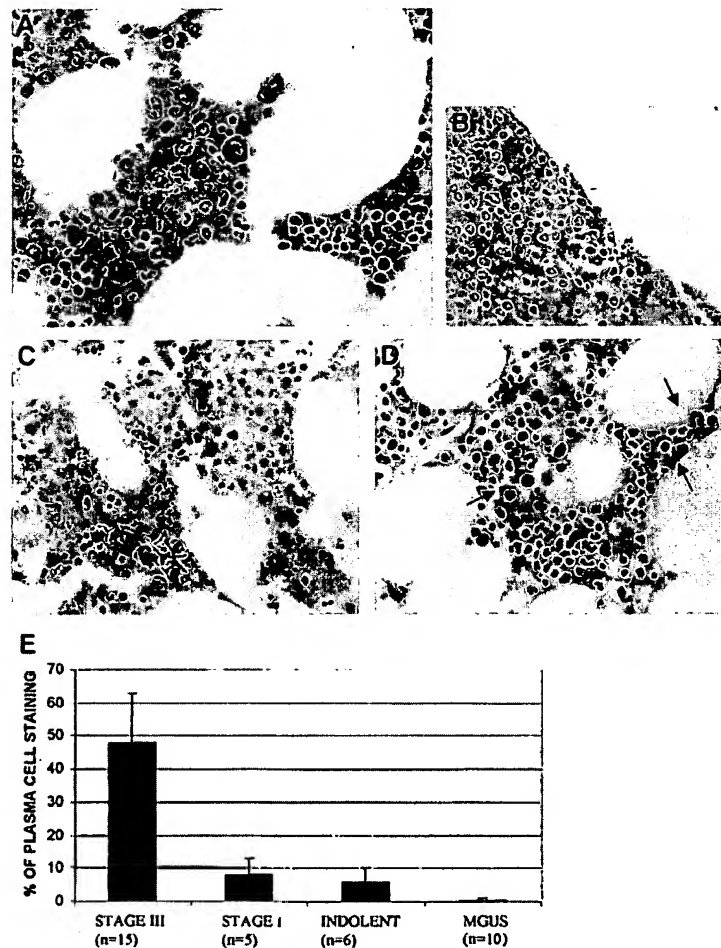 A
B
C
D
E
% OF PLASMA CELL STAINING
70
60
50
40
30
20
10
0
STAGE III STAGE I INDOLENT MGUS
(n=15) (n=5) (n=6) (n=10)